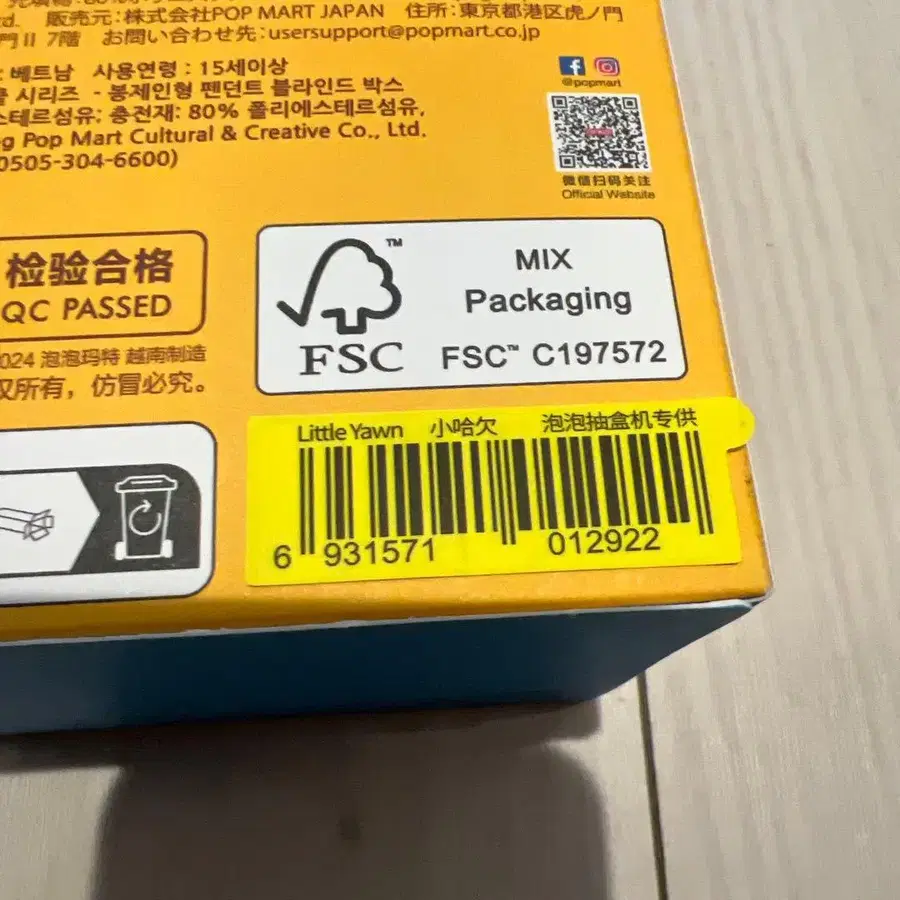 td. 販売元:株式会社POP MART JAPAN 住所:東京都港区虎ノ門
門II 7階 お問い合わせ先:usersupport@popmart.co.jp
베트남 사용연령 : 15세이상
시리즈 - 봉제인형 펜던트 블라인드 박스
스테르섬유; 충전재: 80% 폴리에스테르섬유,
g Pop Mart Cultural & Creative Co., Ltd.
0505-304-6600)
@popmart
微信扫码关注
Official Website
检验合格
QC PASSED
024 泡泡玛特 越南制造
权所有，仿冒必究。
FSC
MIX
Packaging
FSC™ C197572
Little Yawn 小哈欠 泡泡抽盒机专供
6 931571 012922